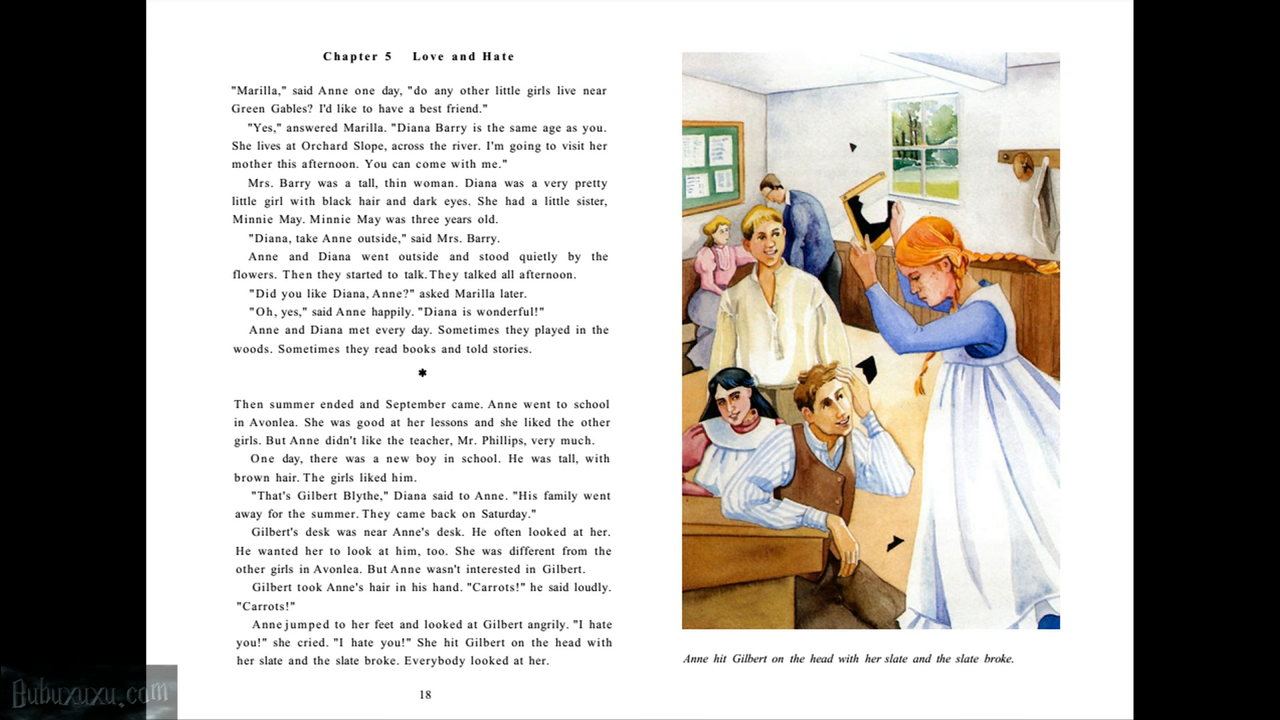 Chapter 5 Love and Hate
"Marilla," said Anne one day, "do any other little girls live near
Green Gables? I'd like to have a best friend."
"Yes," answered Marilla. "Diana Barry is the same age as you.
She lives at Orchard Slope, across the river. I'm going to visit her
mother this afternoon. You can come with me."
Mrs. Barry was a tall, thin woman. Diana was a very pretty
little girl with black hair and dark eyes. She had a little sister,
Minnie May. Minnie May was three years old.
"Diana, take Anne outside," said Mrs. Barry.
Anne and Diana went outside and stood quietly by the
flowers. Then they started to talk. They talked all afternoon.
"Did you like Diana, Anne?" asked Marilla later.
"Oh, yes," said Anne happily. "Diana is wonderful!"
Anne and Diana met every day. Sometimes they played in the
woods. Sometimes they read books and told stories.
*
Then summer ended and September came. Anne went to school
in Avonlea. She was good at her lessons and she liked the other
girls. But Anne didn't like the teacher, Mr. Phillips, very much.
One day, there was a new boy in school. He was tall, with
brown hair. The girls liked him.
"That's Gilbert Blythe," Diana said to Anne. "His family went
away for the summer. They came back on Saturday."
Gilbert's desk was near Anne's desk. He often looked at her.
He wanted her to look at him, too. She was different from the
other girls in Avonlea. But Anne wasn't interested in Gilbert.
Gilbert took Anne's hair in his hand. "Carrots!" he said loudly.
"Carrots!"
Anne jumped to her feet and looked at Gilbert angrily. "I hate
you!" she cried. "I hate you!" She hit Gilbert on the head with
her slate and the slate broke. Everybody looked at her.
18
Anne hit Gilbert on the head with her slate and the slate broke.
Bubuxuxu.com